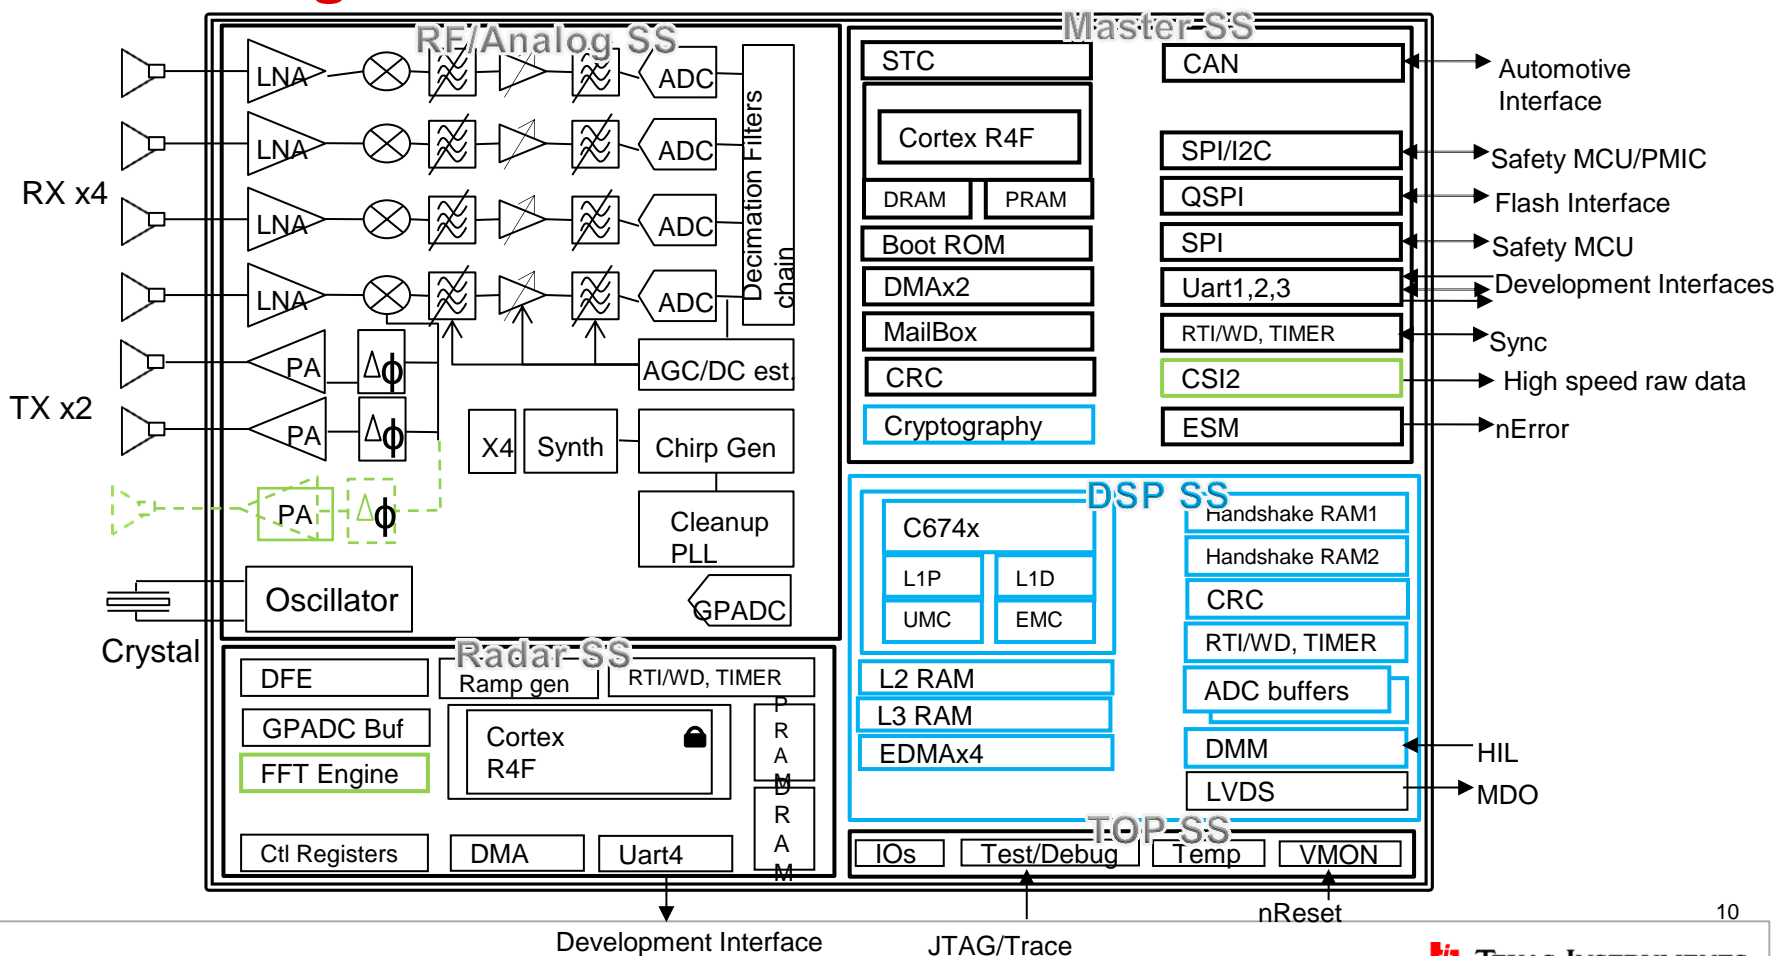 RF/Analog SS
LNA
ADC
LNA
ADC
LNA
ADC
LNA
ADC
Decimation Filters
chain
RX x4
PA
Δϕ
AGC/DC est.
TX x2
PA
Δϕ
X4
Synth
Chirp Gen
PA
Δϕ
Cleanup
PLL
Oscillator
GPADC
Crystal
Radar SS
DFE
Ramp gen
RTI/WD, TIMER
GPADC Buf
Cortex
R4F
PRAM
FFT Engine
DRAM
Ctl Registers
DMA
Uart4
Development Interface
Master SS
STC
CAN
Automotive
Interface
Cortex R4F
SPI/I2C
Safety MCU/PMIC
DRAM
PRAM
QSPI
Flash Interface
Boot ROM
SPI
Safety MCU
DMAx2
Uart1,2,3
Development Interfaces
MailBox
RTI/WD, TIMER
Sync
CRC
CSI2
High speed raw data
Cryptography
ESM
nError
DSP SS
C674x
Handshake RAM1
L1P
L1D
Handshake RAM2
UMC
EMC
CRC
RTI/WD, TIMER
L2 RAM
ADC buffers
L3 RAM
EDMAx4
DMM
HIL
LVDS
MDO
TOP SS
IOs
Test/Debug
Temp
VMON
JTAG/Trace
nReset
10
TEXAS INSTRUMENTS